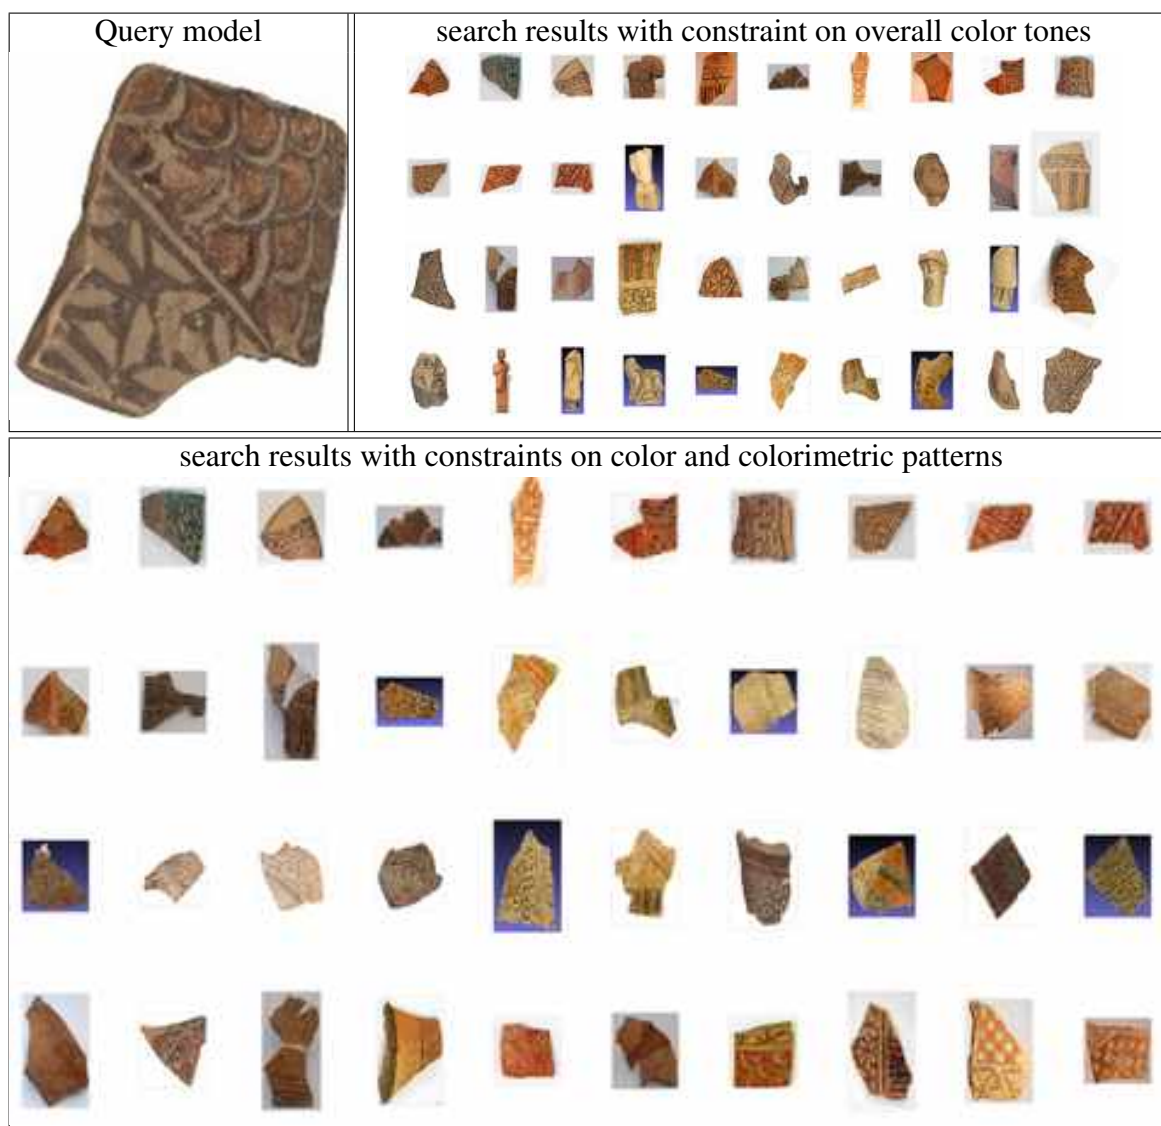 Query model
search results with constraint on overall color tones
search results with constraints on color and colorimetric patterns